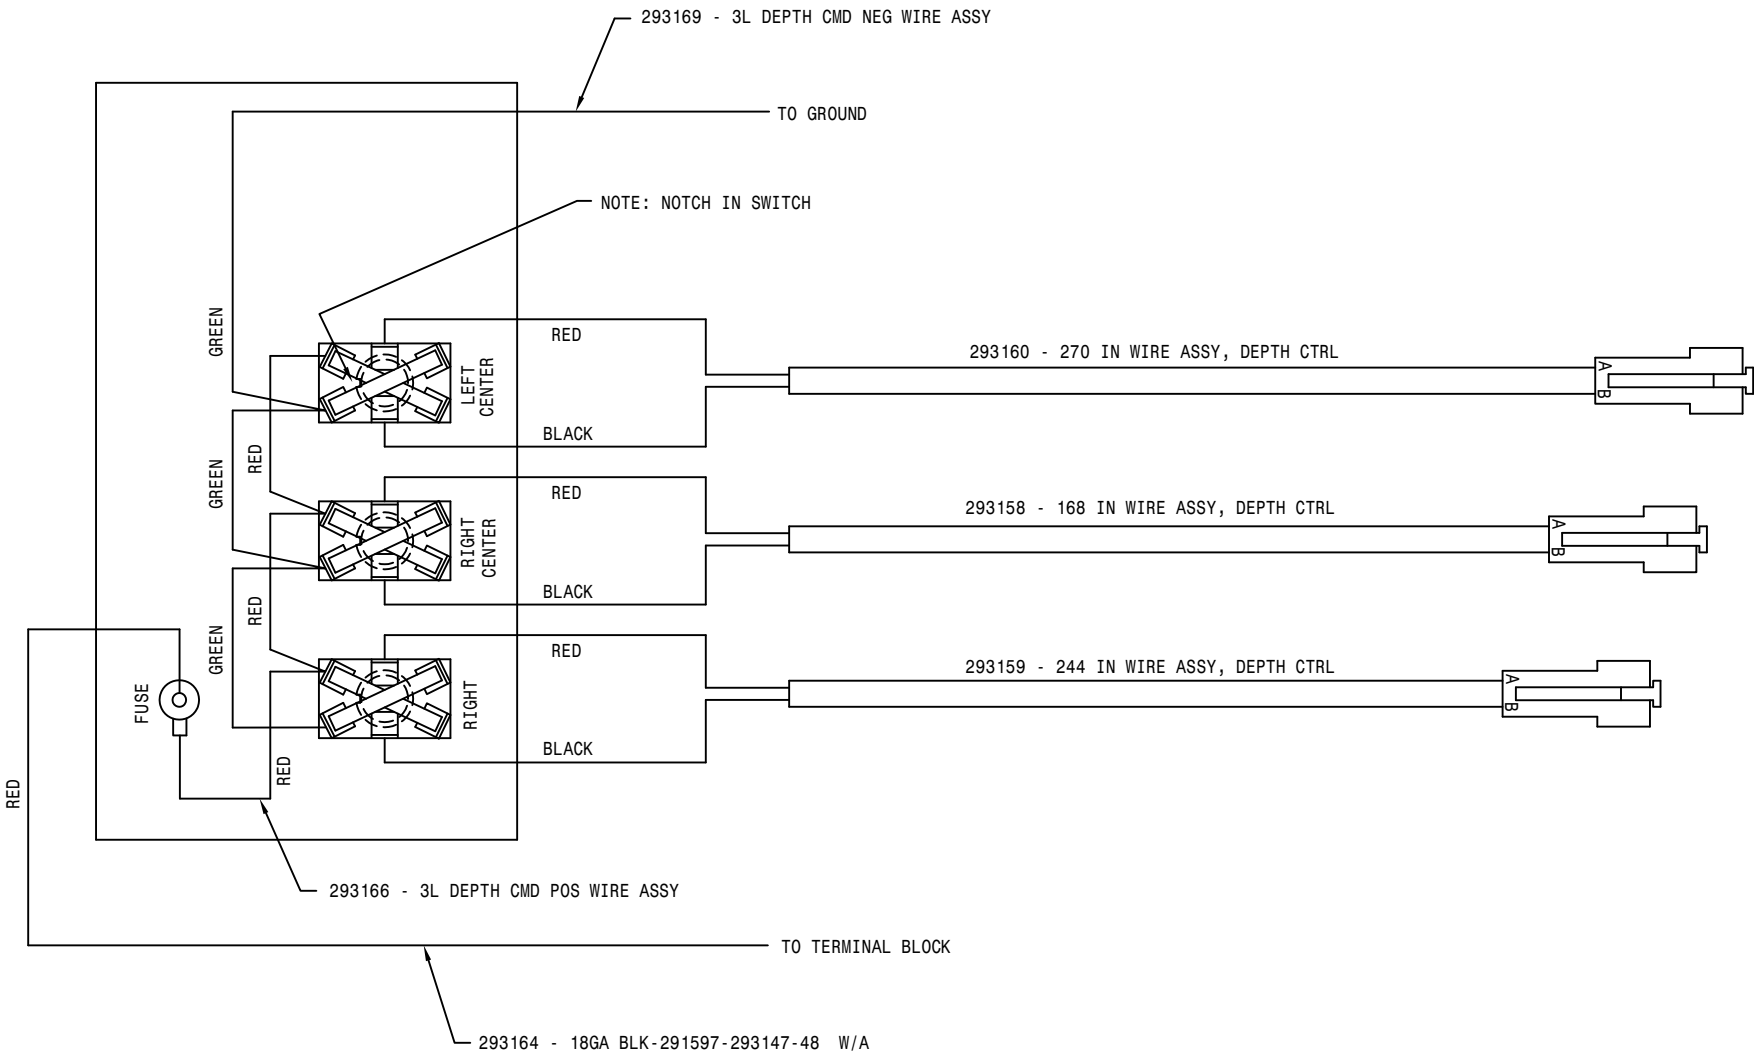 293169 - 3L DEPTH CMD NEG WIRE ASSY
TO GROUND
NOTE: NOTCH IN SWITCH
GREEN
RED
LEFT
CENTER
293160 - 270 IN WIRE ASSY, DEPTH CTRL
A
B
BLACK
RED
GREEN
RED
RIGHT
CENTER
293158 - 168 IN WIRE ASSY, DEPTH CTRL
A
B
BLACK
RED
GREEN
RED
RIGHT
293159 - 244 IN WIRE ASSY, DEPTH CTRL
A
B
FUSE
BLACK
RED
RED
293166 - 3L DEPTH CMD POS WIRE ASSY
TO TERMINAL BLOCK
293164 - 18GA BLK-291597-293147-48 W/A